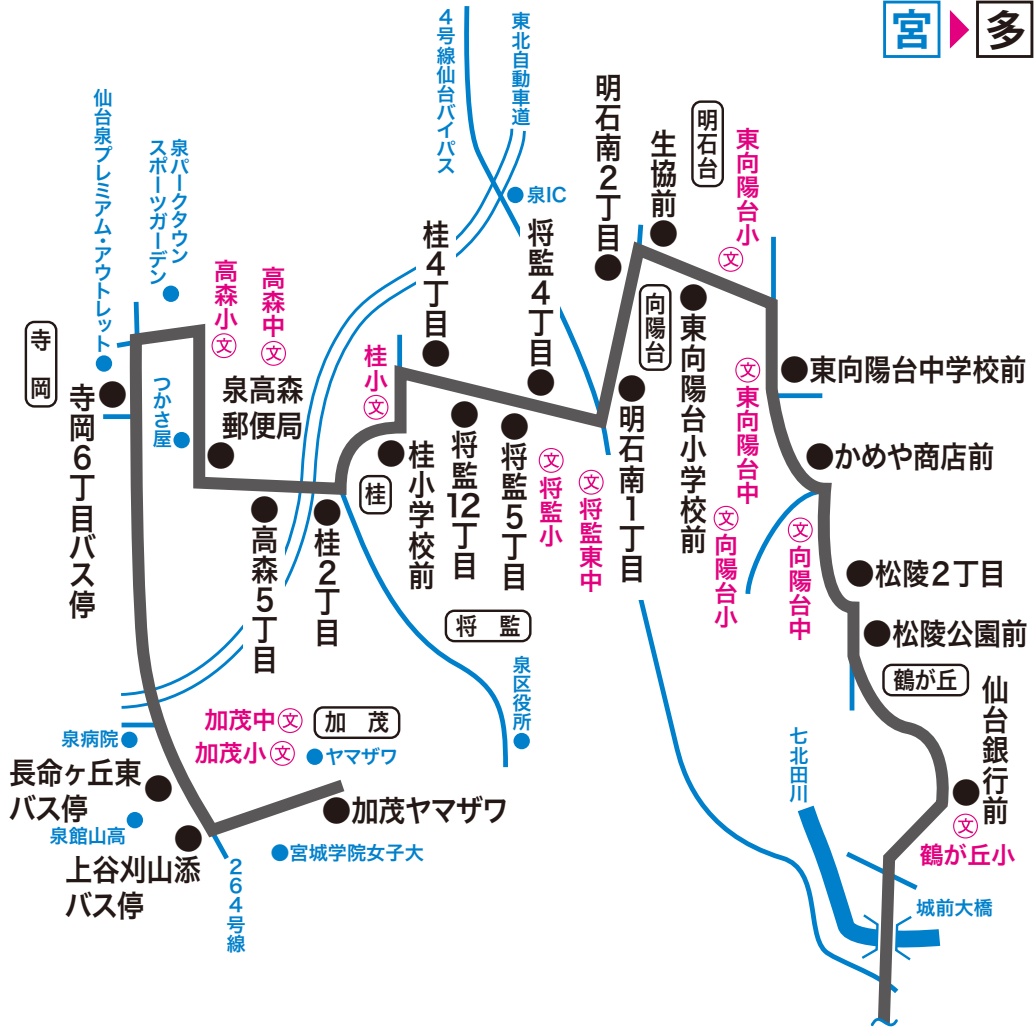 宮
多
4号線仙台バイパス
東北自動車道
仙台泉プレミアム・アウトレット
泉パークタウン
スポーツガーデン
明石南2丁目
生協前
明石台
東向陽台小
文
泉IC
桂4丁目
将監4丁目
高森小
文
高森中
文
寺岡
つかさ屋
泉高森
郵便局
桂小
文
向陽台
東向陽台小学校前
東向陽台中学校前
文
東向陽台中
寺岡6丁目バス停
桂
桂小学校前
将監12丁目
将監5丁目
文
将監小
文
将監東中
明石南1丁目
かめや商店前
文
向陽台小
文
向陽台中
高森5丁目
桂2丁目
松陵2丁目
松陵公園前
将監
鶴が丘
仙台銀行前
泉区役所
加茂中
文
加茂
加茂小
文
ヤマザワ
泉病院
長命ヶ丘東
バス停
加茂ヤマザワ
七北田川
泉館山高
文
鶴が丘小
上谷刈山添
バス停
宮城学院女子大
264号線
城前大橋